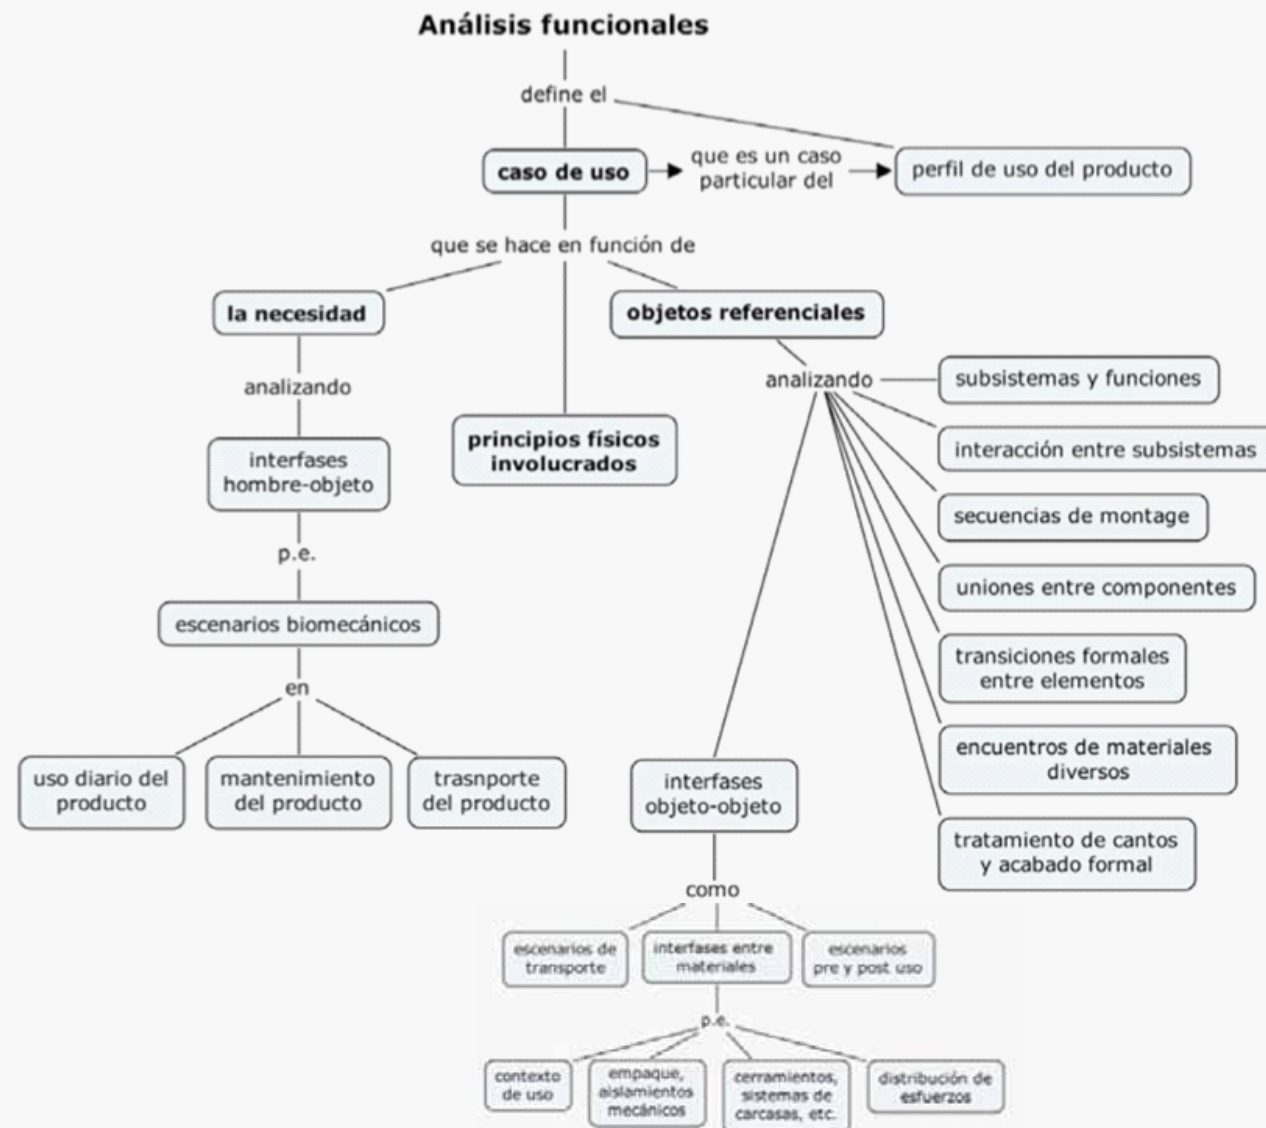 Análisis funcionales
define el
caso de uso
que es un caso
particular del
perfil de uso del producto
que se hace en función de
la necesidad
objetos referenciales
analizando
analizando
subsistemas y funciones
interacción entre subsistemas
secuencias de montage
uniones entre componentes
transiciones formales
entre elementos
encuentros de materiales
diversos
tratamiento de cantos
y acabado formal
principios físicos
involucrados
interfases
hombre-objeto
p.e.
escenarios biomecánicos
en
uso diario del
producto
mantenimiento
del producto
trasnporte
del producto
interfases
objeto-objeto
como
escenarios de
transporte
interfases entre
materiales
escenarios
pre y post uso
p.e.
contexto
de uso
empaque,
aislamientos
mecánicos
cerramientos,
sistemas de
carcasas, etc.
distribución de
esfuerzos